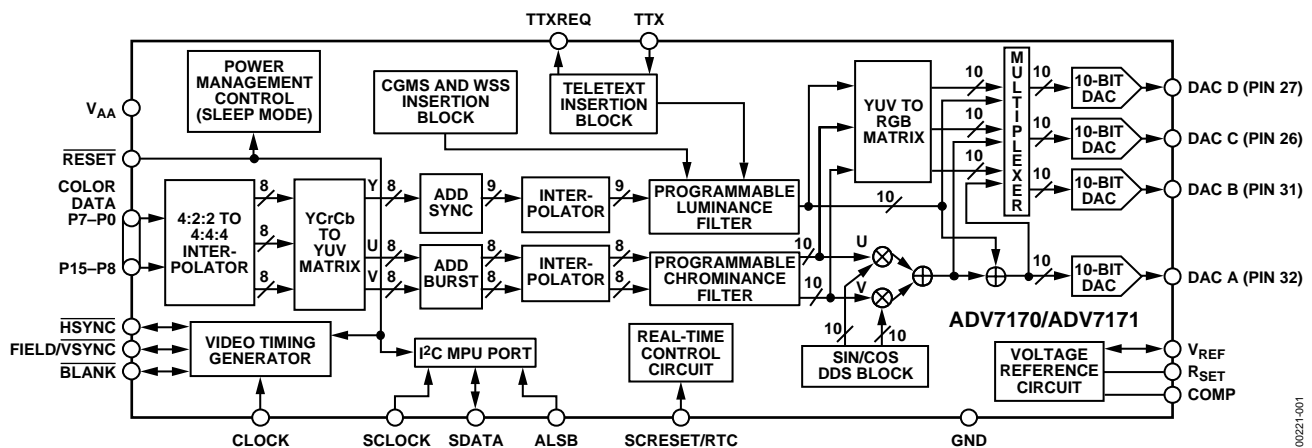 TTXREQ
TTX
POWER
MANAGEMENT
CONTROL
(SLEEP MODE)
CGMS AND WSS
INSERTION
BLOCK
TELETEXT
INSERTION
BLOCK
YUV TO
RGB
MATRIX
10
10
10
MULTIPLEXER
10
10
10
10-BIT
DAC
10-BIT
DAC
10-BIT
DAC
DAC D (PIN 27)
DAC C (PIN 26)
DAC B (PIN 31)
VAA
RESET
COLOR
DATA
P7–P0
P15–P8
4:2:2 TO
4:4:4
INTER-
POLATOR
8
8
8
YCrCb
TO
YUV
MATRIX
Y
8
U
8
V
8
ADD
SYNC
9
INTER-
POLATOR
9
PROGRAMMABLE
LUMINANCE
FILTER
10
ADD
BURST
8
8
INTER-
POLATOR
8
8
PROGRAMMABLE
CHROMINANCE
FILTER
10
10
U
V
10
10-BIT
DAC
DAC A (PIN 32)
10
10
SIN/COS
DDS BLOCK
ADV7170/ADV7171
HSYNC
FIELD/VSYNC
BLANK
VIDEO TIMING
GENERATOR
I2C MPU PORT
REAL-TIME
CONTROL
CIRCUIT
VOLTAGE
REFERENCE
CIRCUIT
VREF
RSET
COMP
CLOCK
SCLOCK
SDATA
ALSB
SCRESET/RTC
GND
00221-001